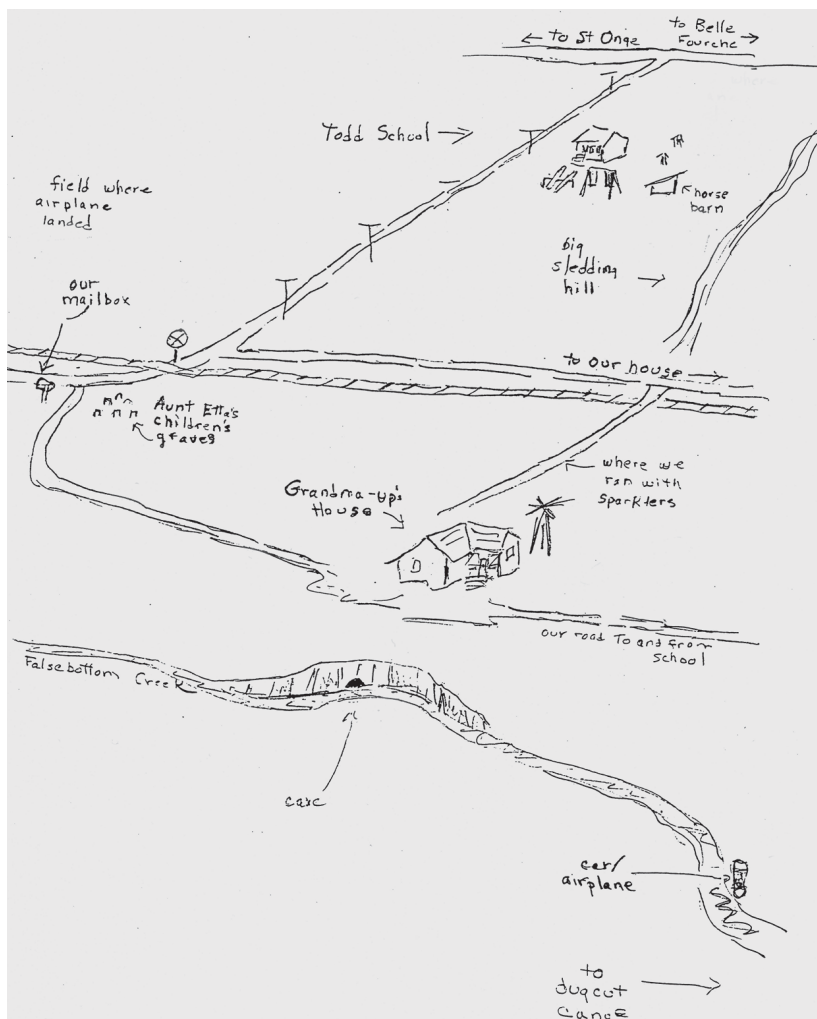 ← to St Onge
to Belle →
Fourche
Todd School →
field where
airplane
landed
horse
barn
big
sledding →
hill
our
mailbox
to our house →
Aunt Etta's
children's
graves
where we
ran with
sparklers
Grandma-up's
House
our road To and from
school
Falsebottom Creek
cave
car/
airplane
to →
dugout
canoe